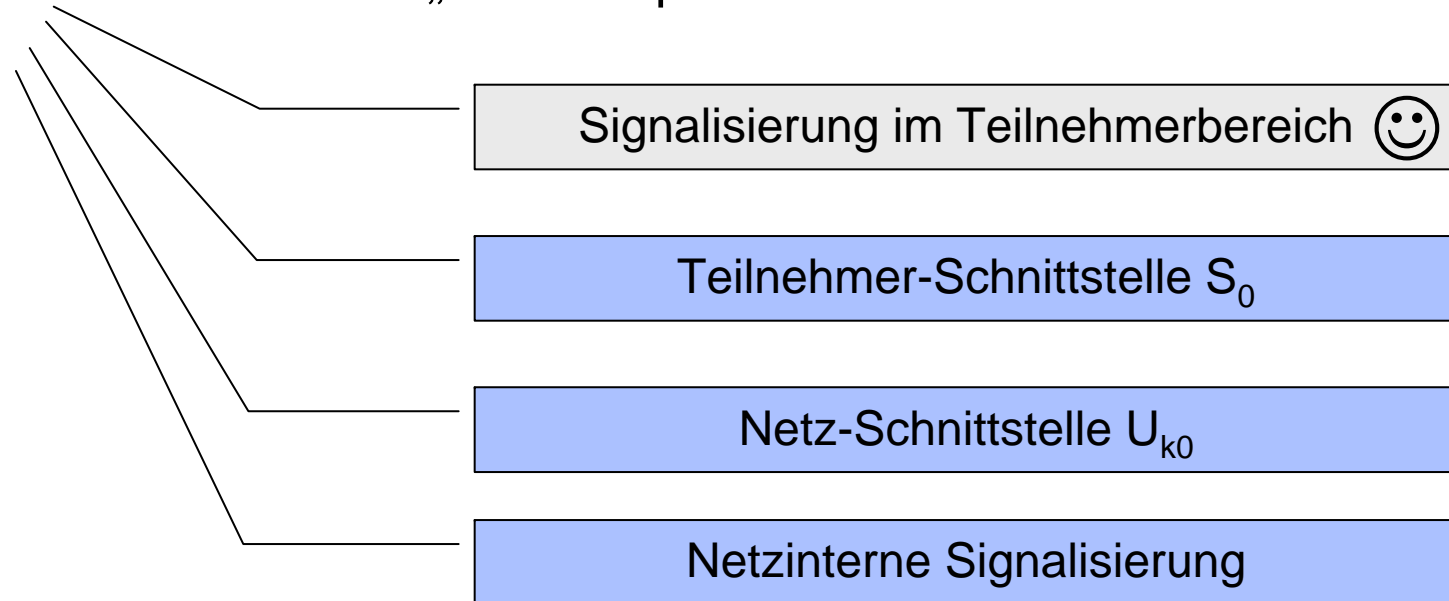 Signalisierung im Teilnehmerbereich
Teilnehmer-Schnittstelle S₀
Netz-Schnittstelle Uₖ₀
Netzinterne Signalisierung